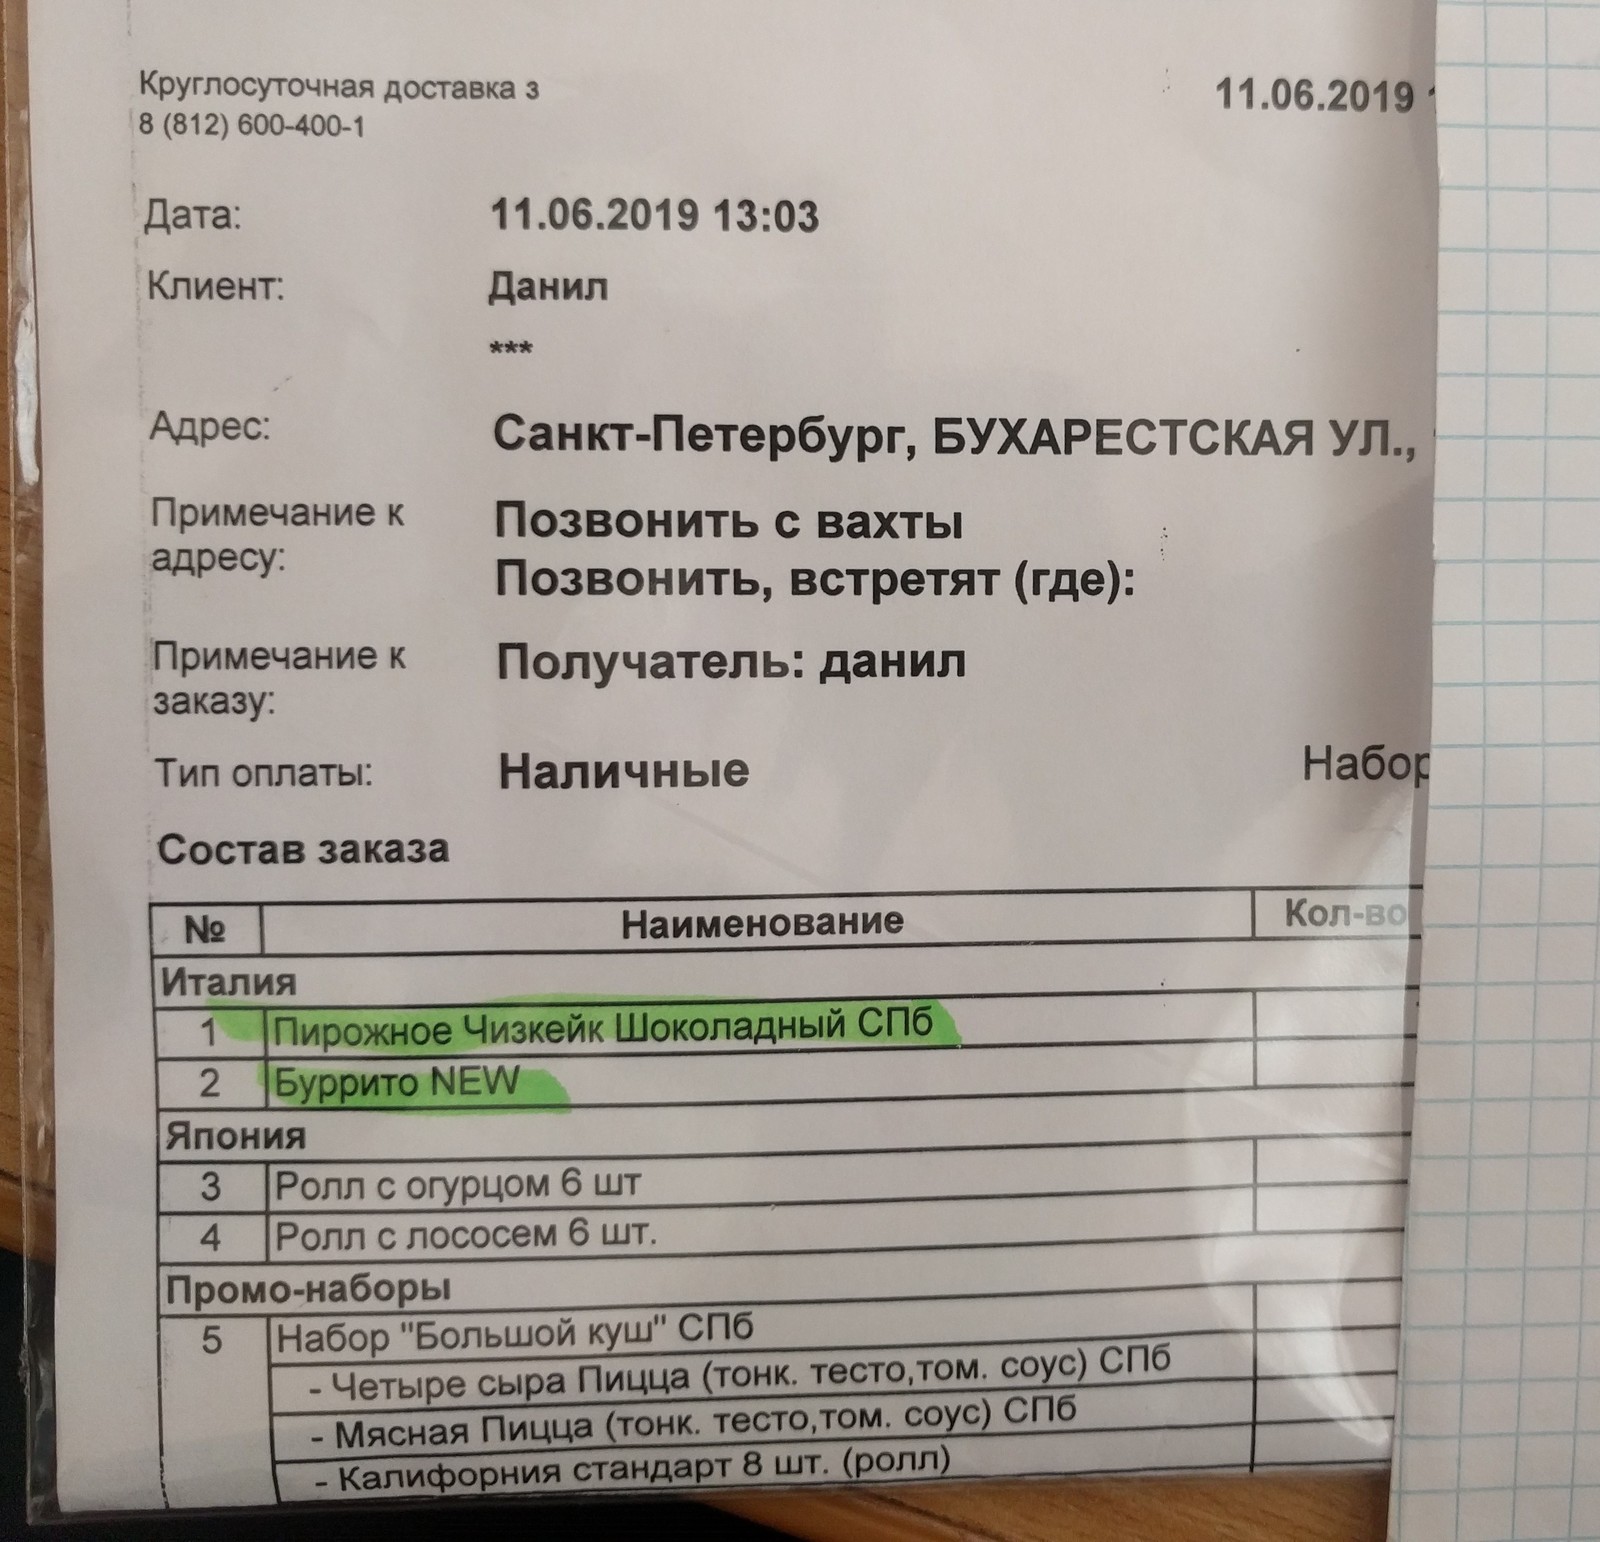 Круглосуточная доставка з
8 (812) 600-400-1
11.06.2019
Дата: 11.06.2019 13:03
Клиент: Данил
***
Адрес: Санкт-Петербург, БУХАРЕСТСКАЯ УЛ.,
Примечание к адресу: Позвонить с вахты
Позвонить, встретят (где):
Примечание к заказу: Получатель: данил
Тип оплаты: Наличные Набор
Состав заказа
№ Наименование Кол-во
Италия
1 Пирожное Чизкейк Шоколадный СПб
2 Буррито NEW
Япония
3 Ролл с огурцом 6 шт
4 Ролл с лососем 6 шт.
Промо-наборы
5 Набор "Большой куш" СПб
- Четыре сыра Пицца (тонк. тесто,том. соус) СПб
- Мясная Пицца (тонк. тесто,том. соус) СПб
- Калифорния стандарт 8 шт. (ролл)